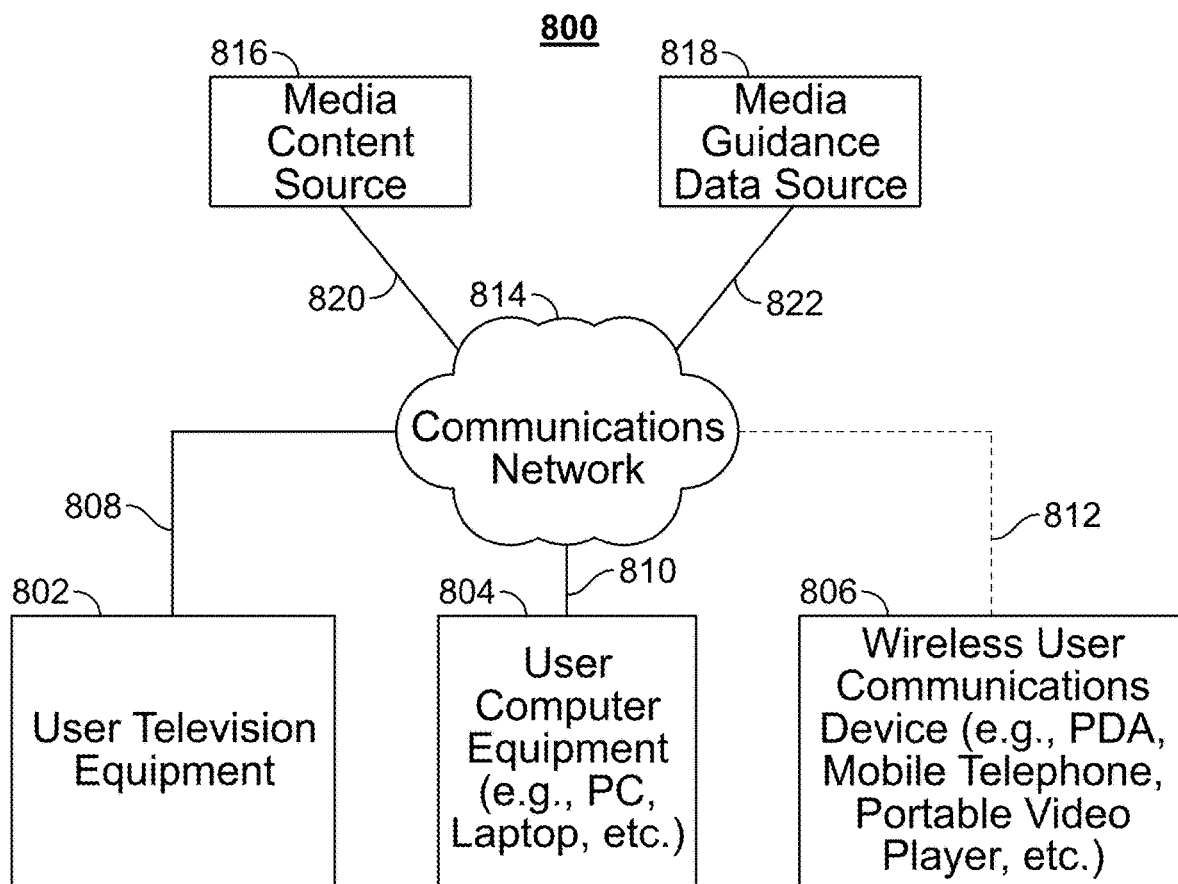 800
816
Media
Content
Source
818
Media
Guidance
Data Source
820
814
822
Communications
Network
808
812
810
802
User Television
Equipment
804
User
Computer
Equipment
(e.g., PC,
Laptop, etc.)
806
Wireless User
Communications
Device (e.g., PDA,
Mobile Telephone,
Portable Video
Player, etc.)